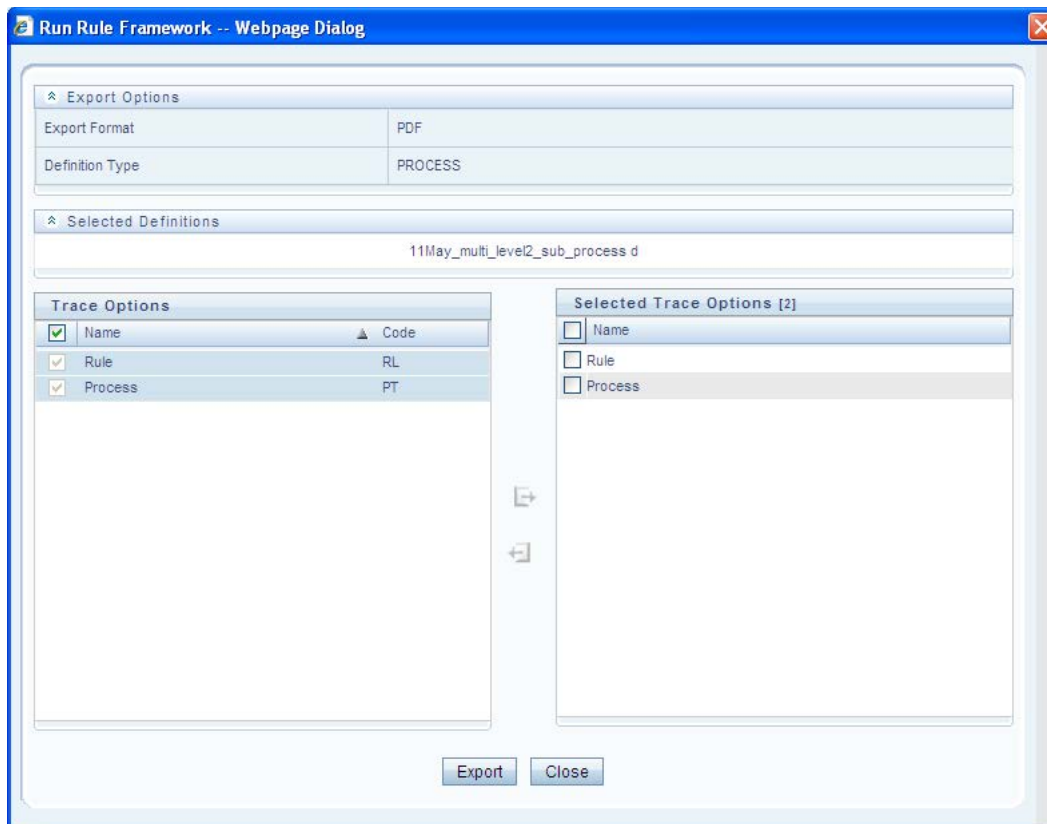 Run Rule Framework -- Webpage Dialog
Export Options
Export Format PDF
Definition Type PROCESS
Selected Definitions
11May_multi_level2_sub_process d
Trace Options
Name Code
Rule RL
Process PT
Selected Trace Options [2]
Name
Rule
Process
Export Close